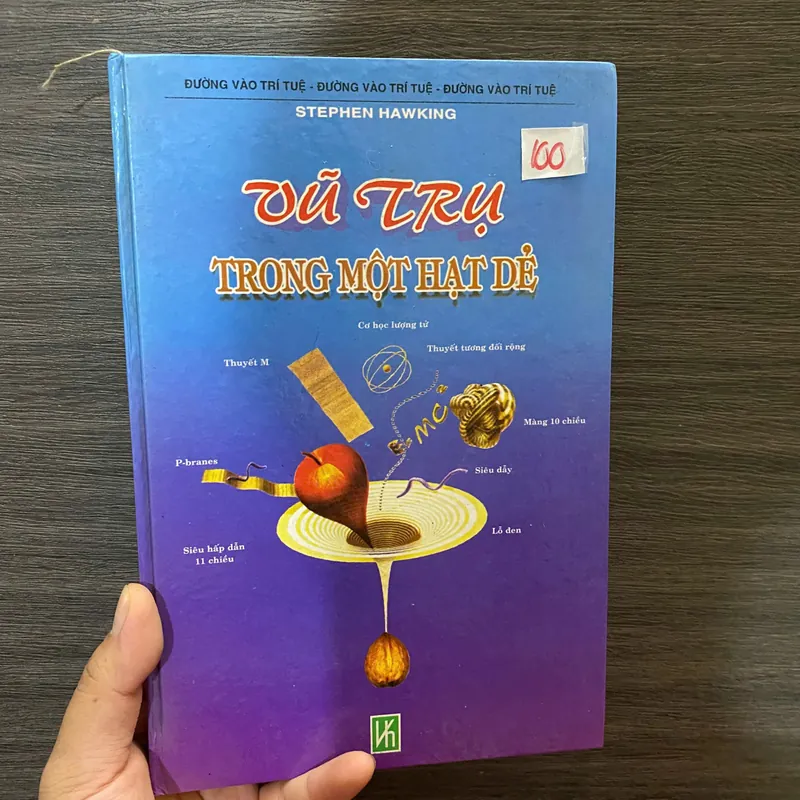 ĐƯỜNG VÀO TRÍ TUỆ - ĐƯỜNG VÀO TRÍ TUỆ - ĐƯỜNG VÀO TRÍ TUỆ
STEPHEN HAWKING
100
VŨ TRỤ
TRONG MỘT HẠT DẺ
Cơ học lượng tử
Thuyết tương đối rộng
Thuyết M
MC
Màng 10 chiều
P-branes
Siêu dây
Lỗ đen
Siêu hấp dẫn
11 chiều